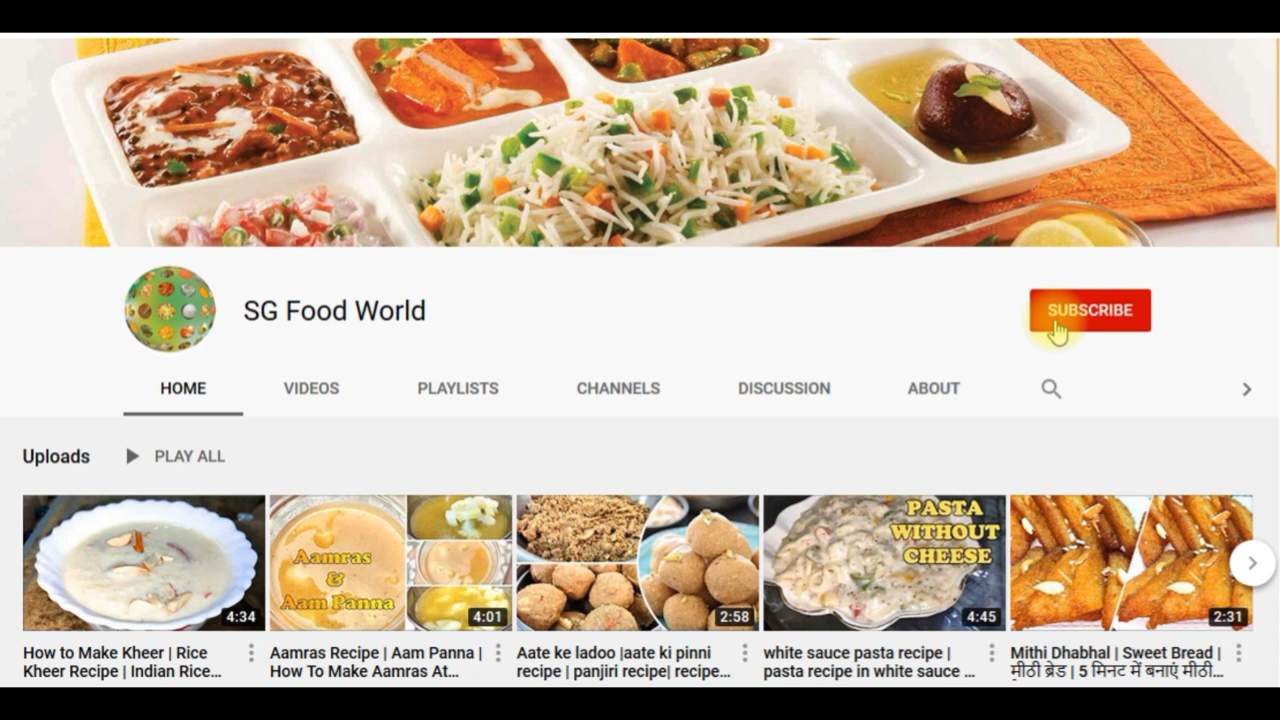 SG Food World
SUBSCRIBE
HOME VIDEOS PLAYLISTS CHANNELS DISCUSSION ABOUT
Uploads PLAY ALL
4:34
Aamras
&
Aam Panna
4:01
2:58
PASTA
WITHOUT
CHEESE
4:45
2:31
How to Make Kheer | Rice
Kheer Recipe | Indian Rice...
Aamras Recipe | Aam Panna |
How To Make Aamras At...
Aate ke ladoo |aate ki pinni
recipe | panjiri recipe| recipe...
white sauce pasta recipe |
pasta recipe in white sauce ...
Mithi Dhabhal | Sweet Bread |
मीठी ब्रेड | 5 मिनट में बनाएं मीठी...